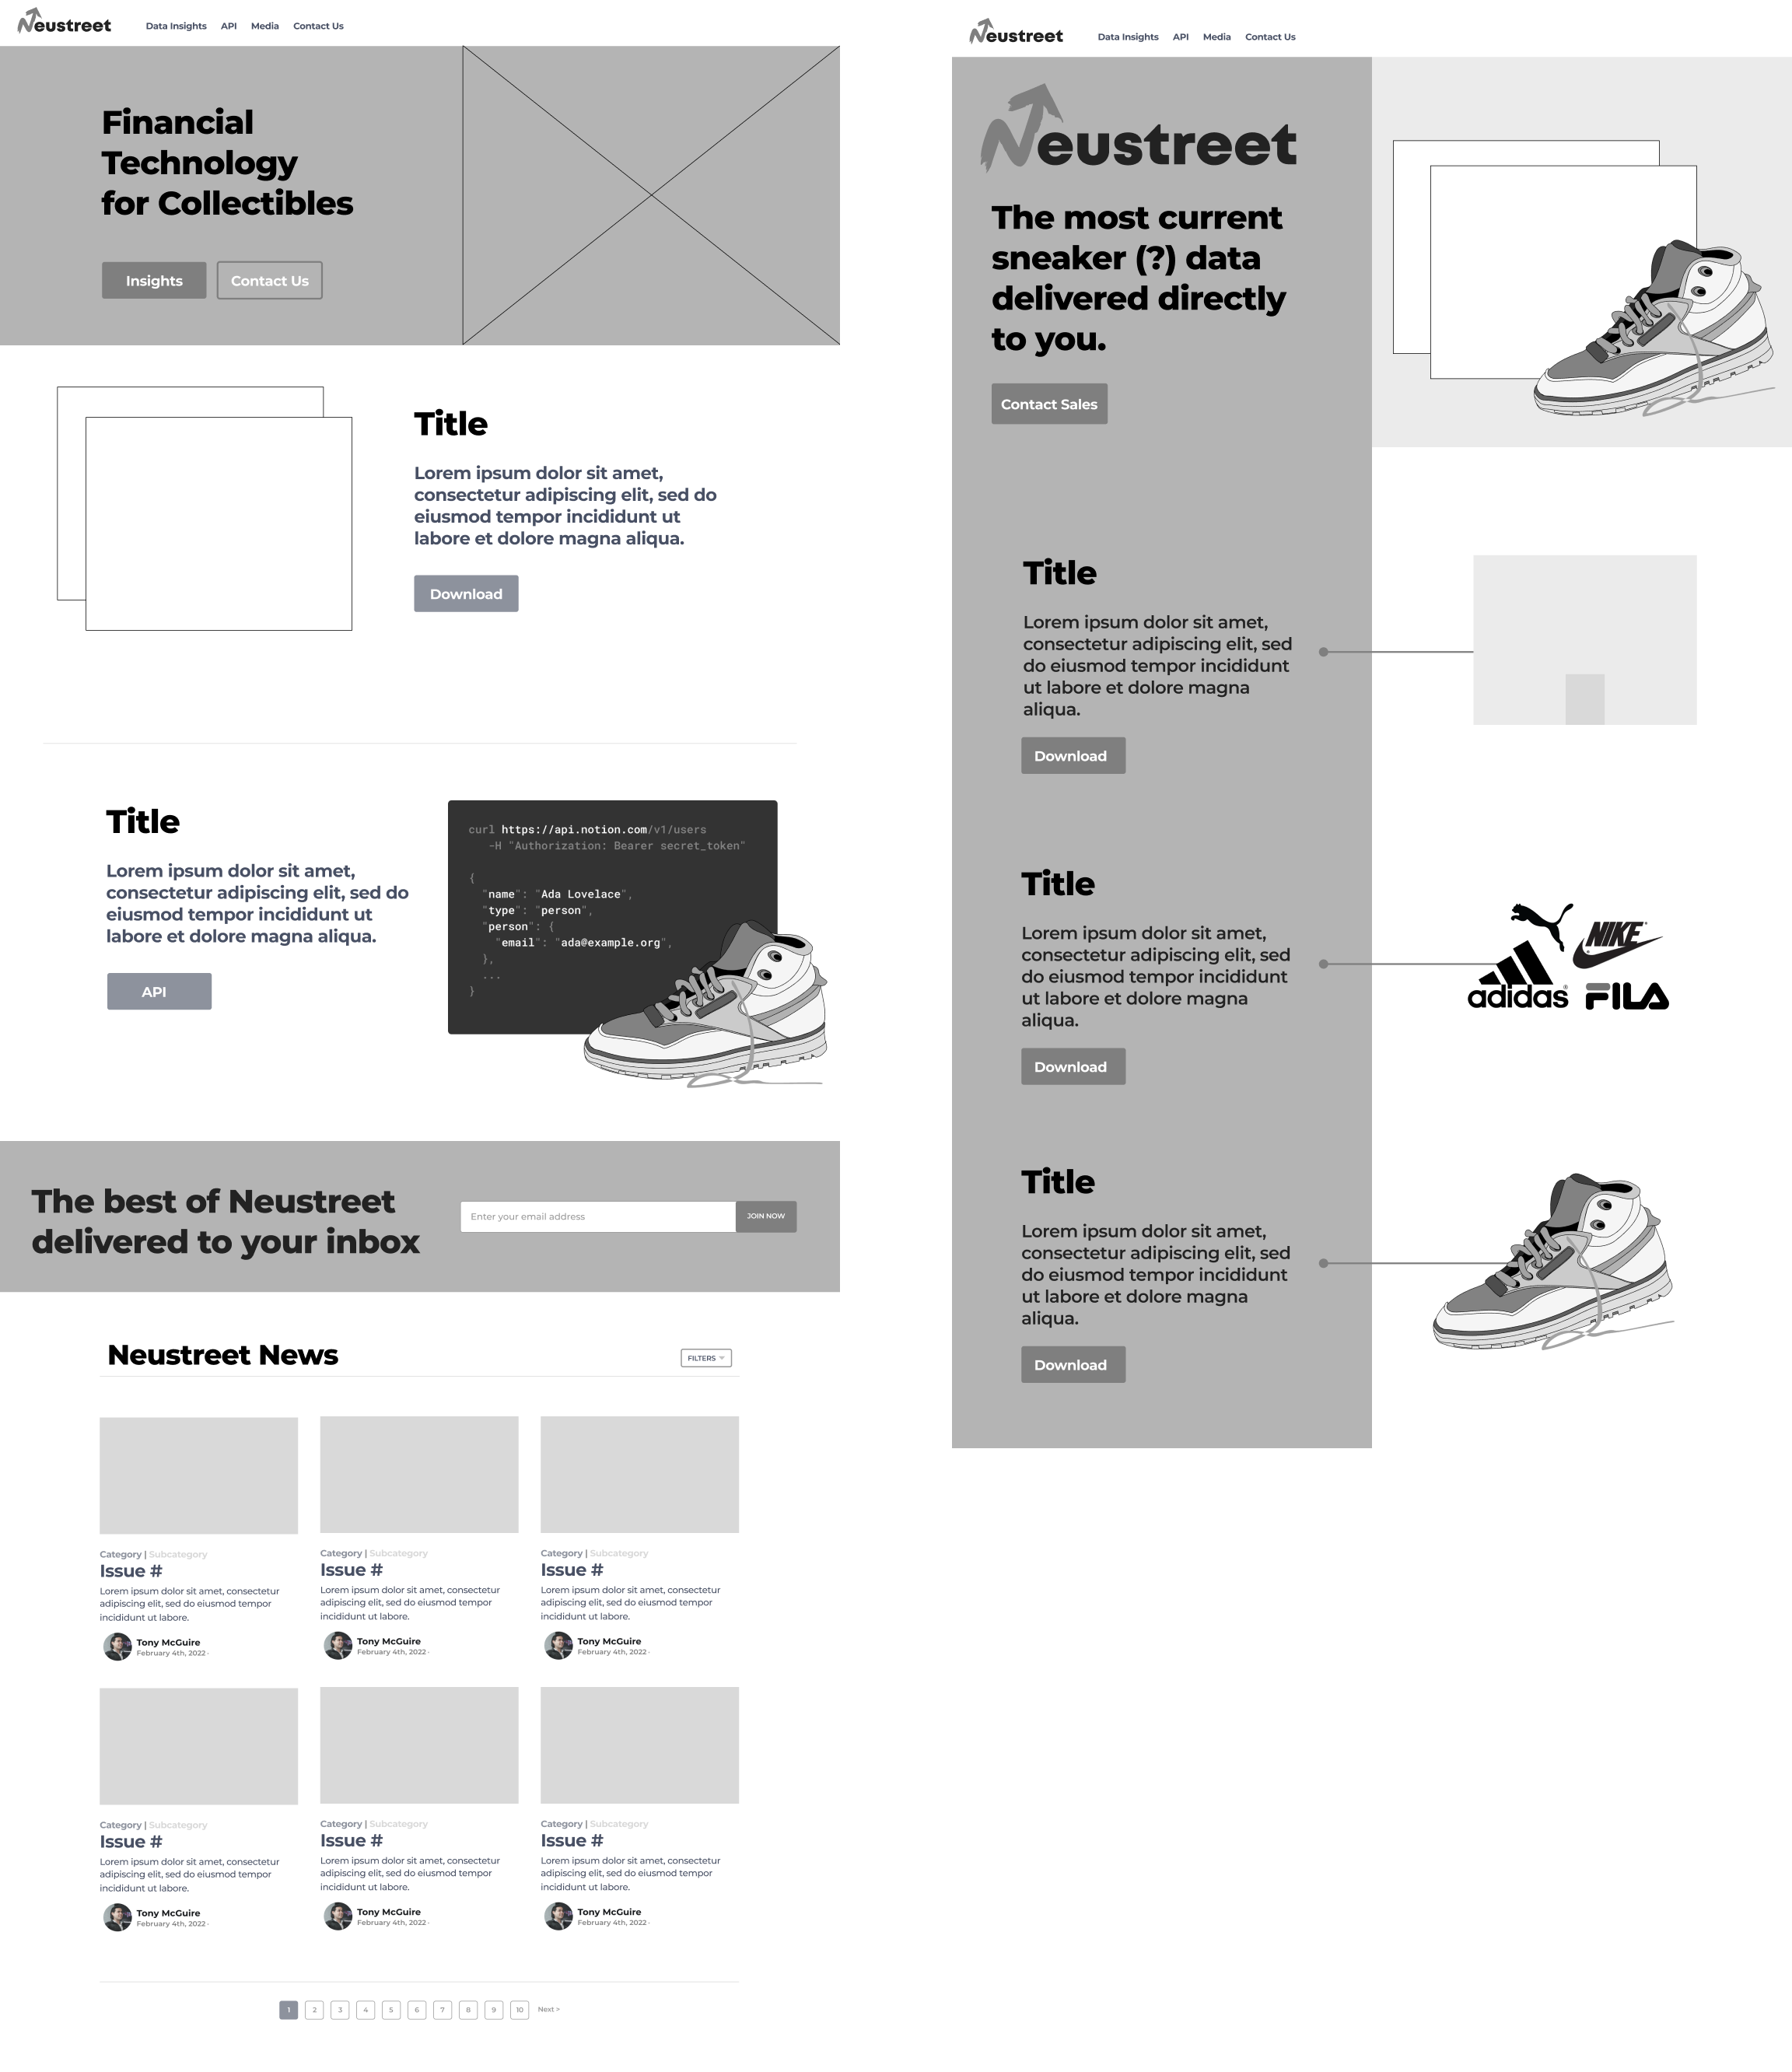 Neustreet
Data Insights API Media Contact Us
Financial
Technology
for Collectibles
Insights Contact Us
Title
Lorem ipsum dolor sit amet,
consectetur adipiscing elit, sed do
eiusmod tempor incididunt ut
labore et dolore magna aliqua.
Download
Title
Lorem ipsum dolor sit amet,
consectetur adipiscing elit, sed do
eiusmod tempor incididunt ut
labore et dolore magna aliqua.
API
curl https://api.notion.com/v1/users
-H "Authorization: Bearer secret_token"
{
"name": "Ada Lovelace",
"type": "person",
"person": {
"email": "ada@example.org",
},
...
}
The best of Neustreet
delivered to your inbox
Enter your email address JOIN NOW
Neustreet News
FILTERS
Category | Subcategory
Issue #
Lorem ipsum dolor sit amet, consectetur
adipiscing elit, sed do eiusmod tempor
incididunt ut labore.
Tony McGuire
February 4th, 2022 ·
Category | Subcategory
Issue #
Lorem ipsum dolor sit amet, consectetur
adipiscing elit, sed do eiusmod tempor
incididunt ut labore.
Tony McGuire
February 4th, 2022 ·
Category | Subcategory
Issue #
Lorem ipsum dolor sit amet, consectetur
adipiscing elit, sed do eiusmod tempor
incididunt ut labore.
Tony McGuire
February 4th, 2022 ·
Category | Subcategory
Issue #
Lorem ipsum dolor sit amet, consectetur
adipiscing elit, sed do eiusmod tempor
incididunt ut labore.
Tony McGuire
February 4th, 2022 ·
Category | Subcategory
Issue #
Lorem ipsum dolor sit amet, consectetur
adipiscing elit, sed do eiusmod tempor
incididunt ut labore.
Tony McGuire
February 4th, 2022 ·
Category | Subcategory
Issue #
Lorem ipsum dolor sit amet, consectetur
adipiscing elit, sed do eiusmod tempor
incididunt ut labore.
Tony McGuire
February 4th, 2022 ·
1 2 3 4 5 6 7 8 9 10 Next >
Neustreet
Data Insights API Media Contact Us
Neustreet
The most current
sneaker (?) data
delivered directly
to you.
Contact Sales
Title
Lorem ipsum dolor sit amet,
consectetur adipiscing elit, sed
do eiusmod tempor incididunt
ut labore et dolore magna
aliqua.
Download
Title
Lorem ipsum dolor sit amet,
consectetur adipiscing elit, sed
do eiusmod tempor incididunt
ut labore et dolore magna
aliqua.
Download
NIKE
adidas FILA
Title
Lorem ipsum dolor sit amet,
consectetur adipiscing elit, sed
do eiusmod tempor incididunt
ut labore et dolore magna
aliqua.
Download